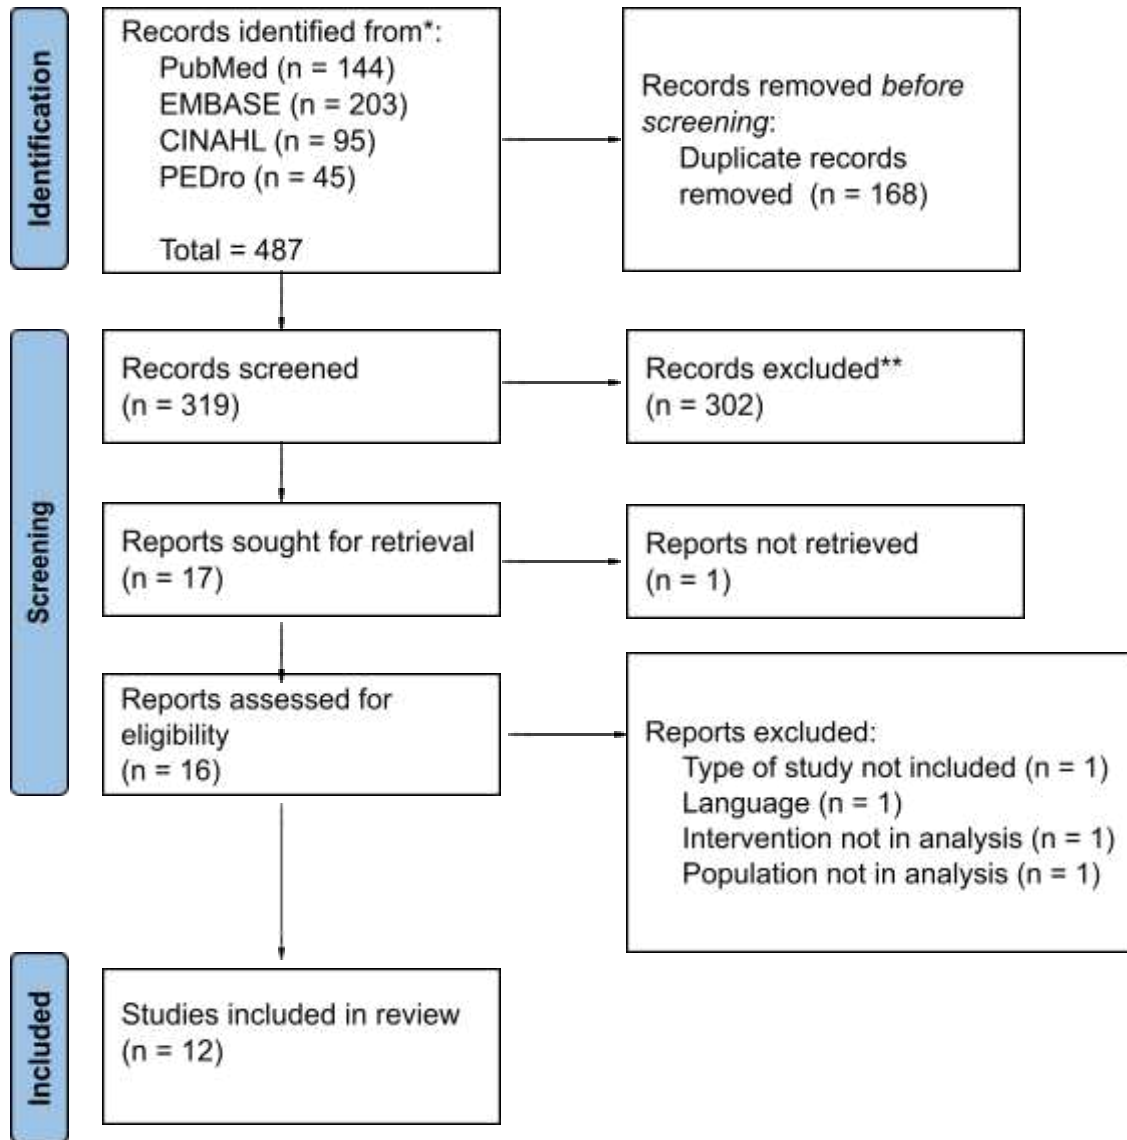 Identification
Records identified from*:
PubMed (n = 144)
EMBASE (n = 203)
CINAHL (n = 95)
PEDro (n = 45)
Total = 487
Records removed before
screening:
Duplicate records
removed (n = 168)
Screening
Records screened
(n = 319)
Records excluded**
(n = 302)
Reports sought for retrieval
(n = 17)
Reports not retrieved
(n = 1)
Reports assessed for
eligibility
(n = 16)
Reports excluded:
Type of study not included (n = 1)
Language (n = 1)
Intervention not in analysis (n = 1)
Population not in analysis (n = 1)
Included
Studies included in review
(n = 12)